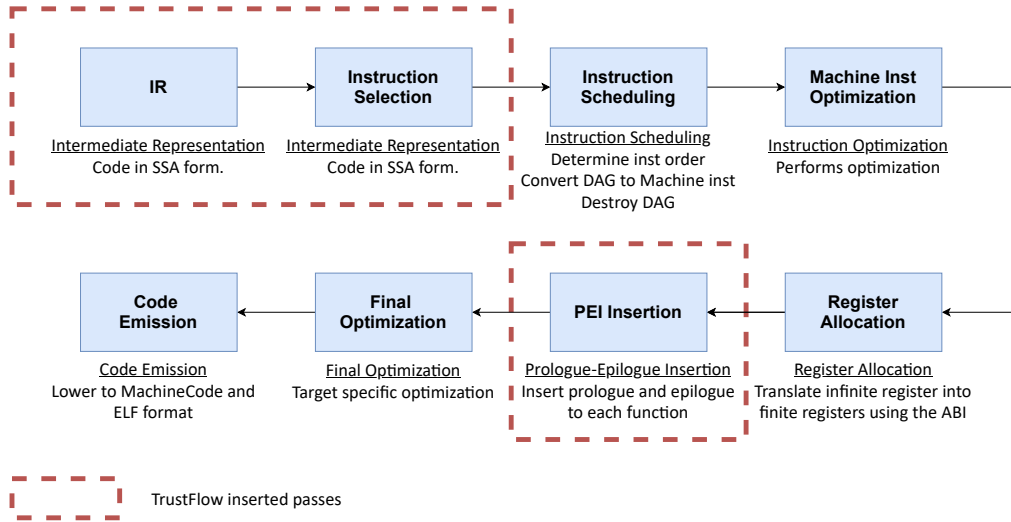 IR
Intermediate Representation
Code in SSA form.
Instruction
Selection
Intermediate Representation
Code in SSA form.
Instruction
Scheduling
Instruction Scheduling
Determine inst order
Convert DAG to Machine inst
Destroy DAG
Machine Inst
Optimization
Instruction Optimization
Performs optimization
Code
Emission
Code Emission
Lower to MachineCode and
ELF format
Final
Optimization
Final Optimization
Target specific optimization
PEI Insertion
Prologue-Epilogue Insertion
Insert prologue and epilogue
to each function
Register
Allocation
Register Allocation
Translate infinite register into
finite registers using the ABI
TrustFlow inserted passes